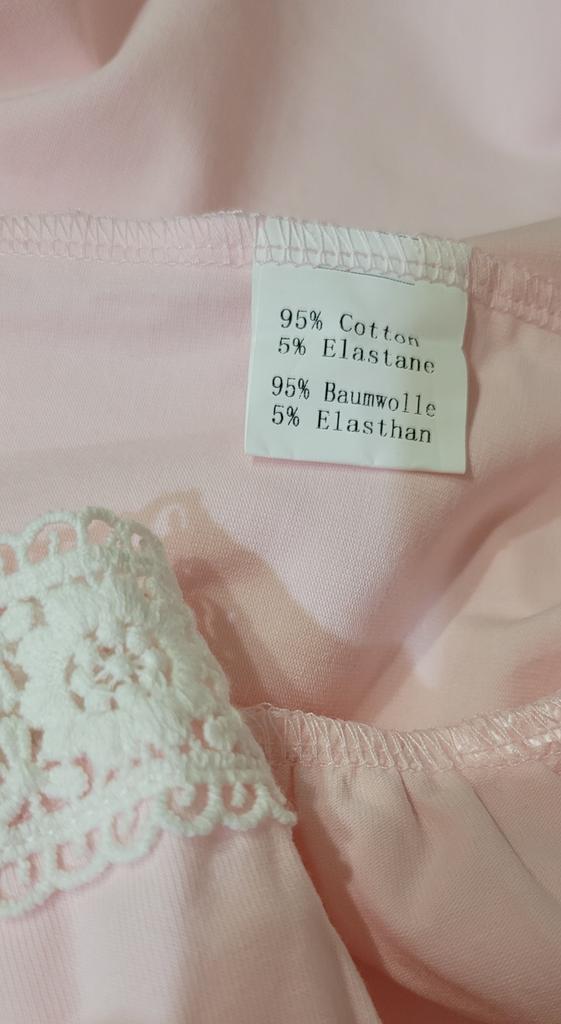 95% Cotton
5% Elastane
95% Baumwolle
5% Elasthan